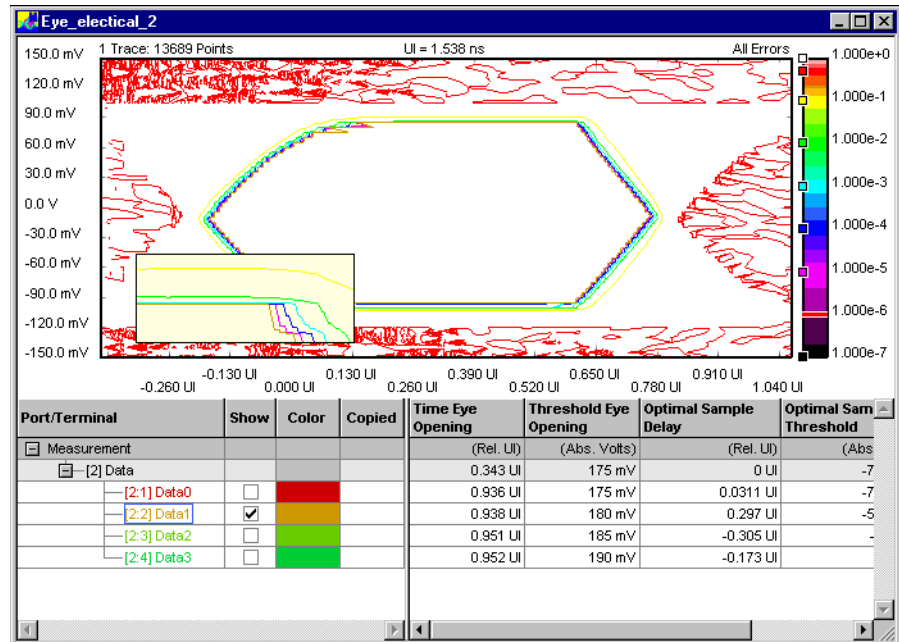 Eye_electical_2
1 Trace: 13689 Points UI = 1.538 ns All Errors
150.0 mV
120.0 mV
90.0 mV
60.0 mV
30.0 mV
0.0 V
-30.0 mV
-60.0 mV
-90.0 mV
-120.0 mV
-150.0 mV
1.000e+0
1.000e-1
1.000e-2
1.000e-3
1.000e-4
1.000e-5
1.000e-6
1.000e-7
-0.130 UI 0.130 UI 0.390 UI 0.650 UI 0.910 UI
-0.260 UI 0.000 UI 0.260 UI 0.520 UI 0.780 UI 1.040 UI
Port/Terminal Show Color Copied Time Eye Opening Threshold Eye Opening Optimal Sample Delay Optimal Sam Threshold
Measurement (Rel. UI) (Abs. Volts) (Rel. UI) (Abs
[2] Data 0.343 UI 175 mV 0 UI -7
[2:1] Data0 0.936 UI 175 mV 0.0311 UI -7
[2:2] Data1 0.938 UI 180 mV 0.297 UI -5
[2:3] Data2 0.951 UI 185 mV -0.305 UI -
[2:4] Data3 0.952 UI 190 mV -0.173 UI